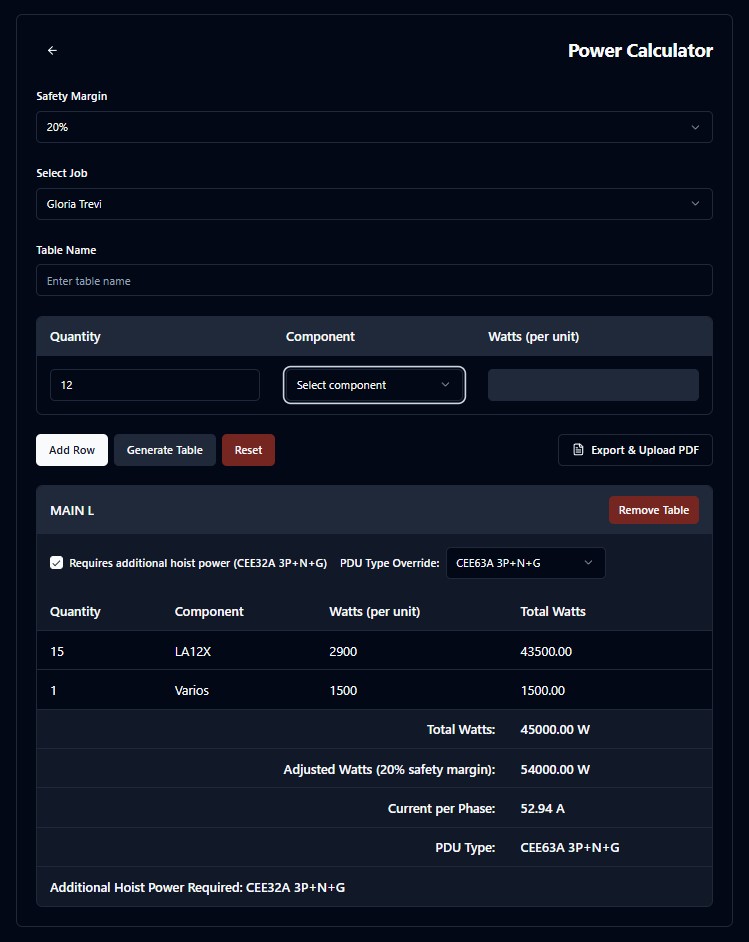 Power Calculator
Safety Margin
20%
Select Job
Gloria Trevi
Table Name
Enter table name
Quantity Component Watts (per unit)
12 Select component
Add Row Generate Table Reset Export & Upload PDF
MAIN L Remove Table
Requires additional hoist power (CEE32A 3P+N+G) PDU Type Override: CEE63A 3P+N+G
Quantity Component Watts (per unit) Total Watts
15 LA12X 2900 43500.00
1 Varios 1500 1500.00
Total Watts: 45000.00 W
Adjusted Watts (20% safety margin): 54000.00 W
Current per Phase: 52.94 A
PDU Type: CEE63A 3P+N+G
Additional Hoist Power Required: CEE32A 3P+N+G